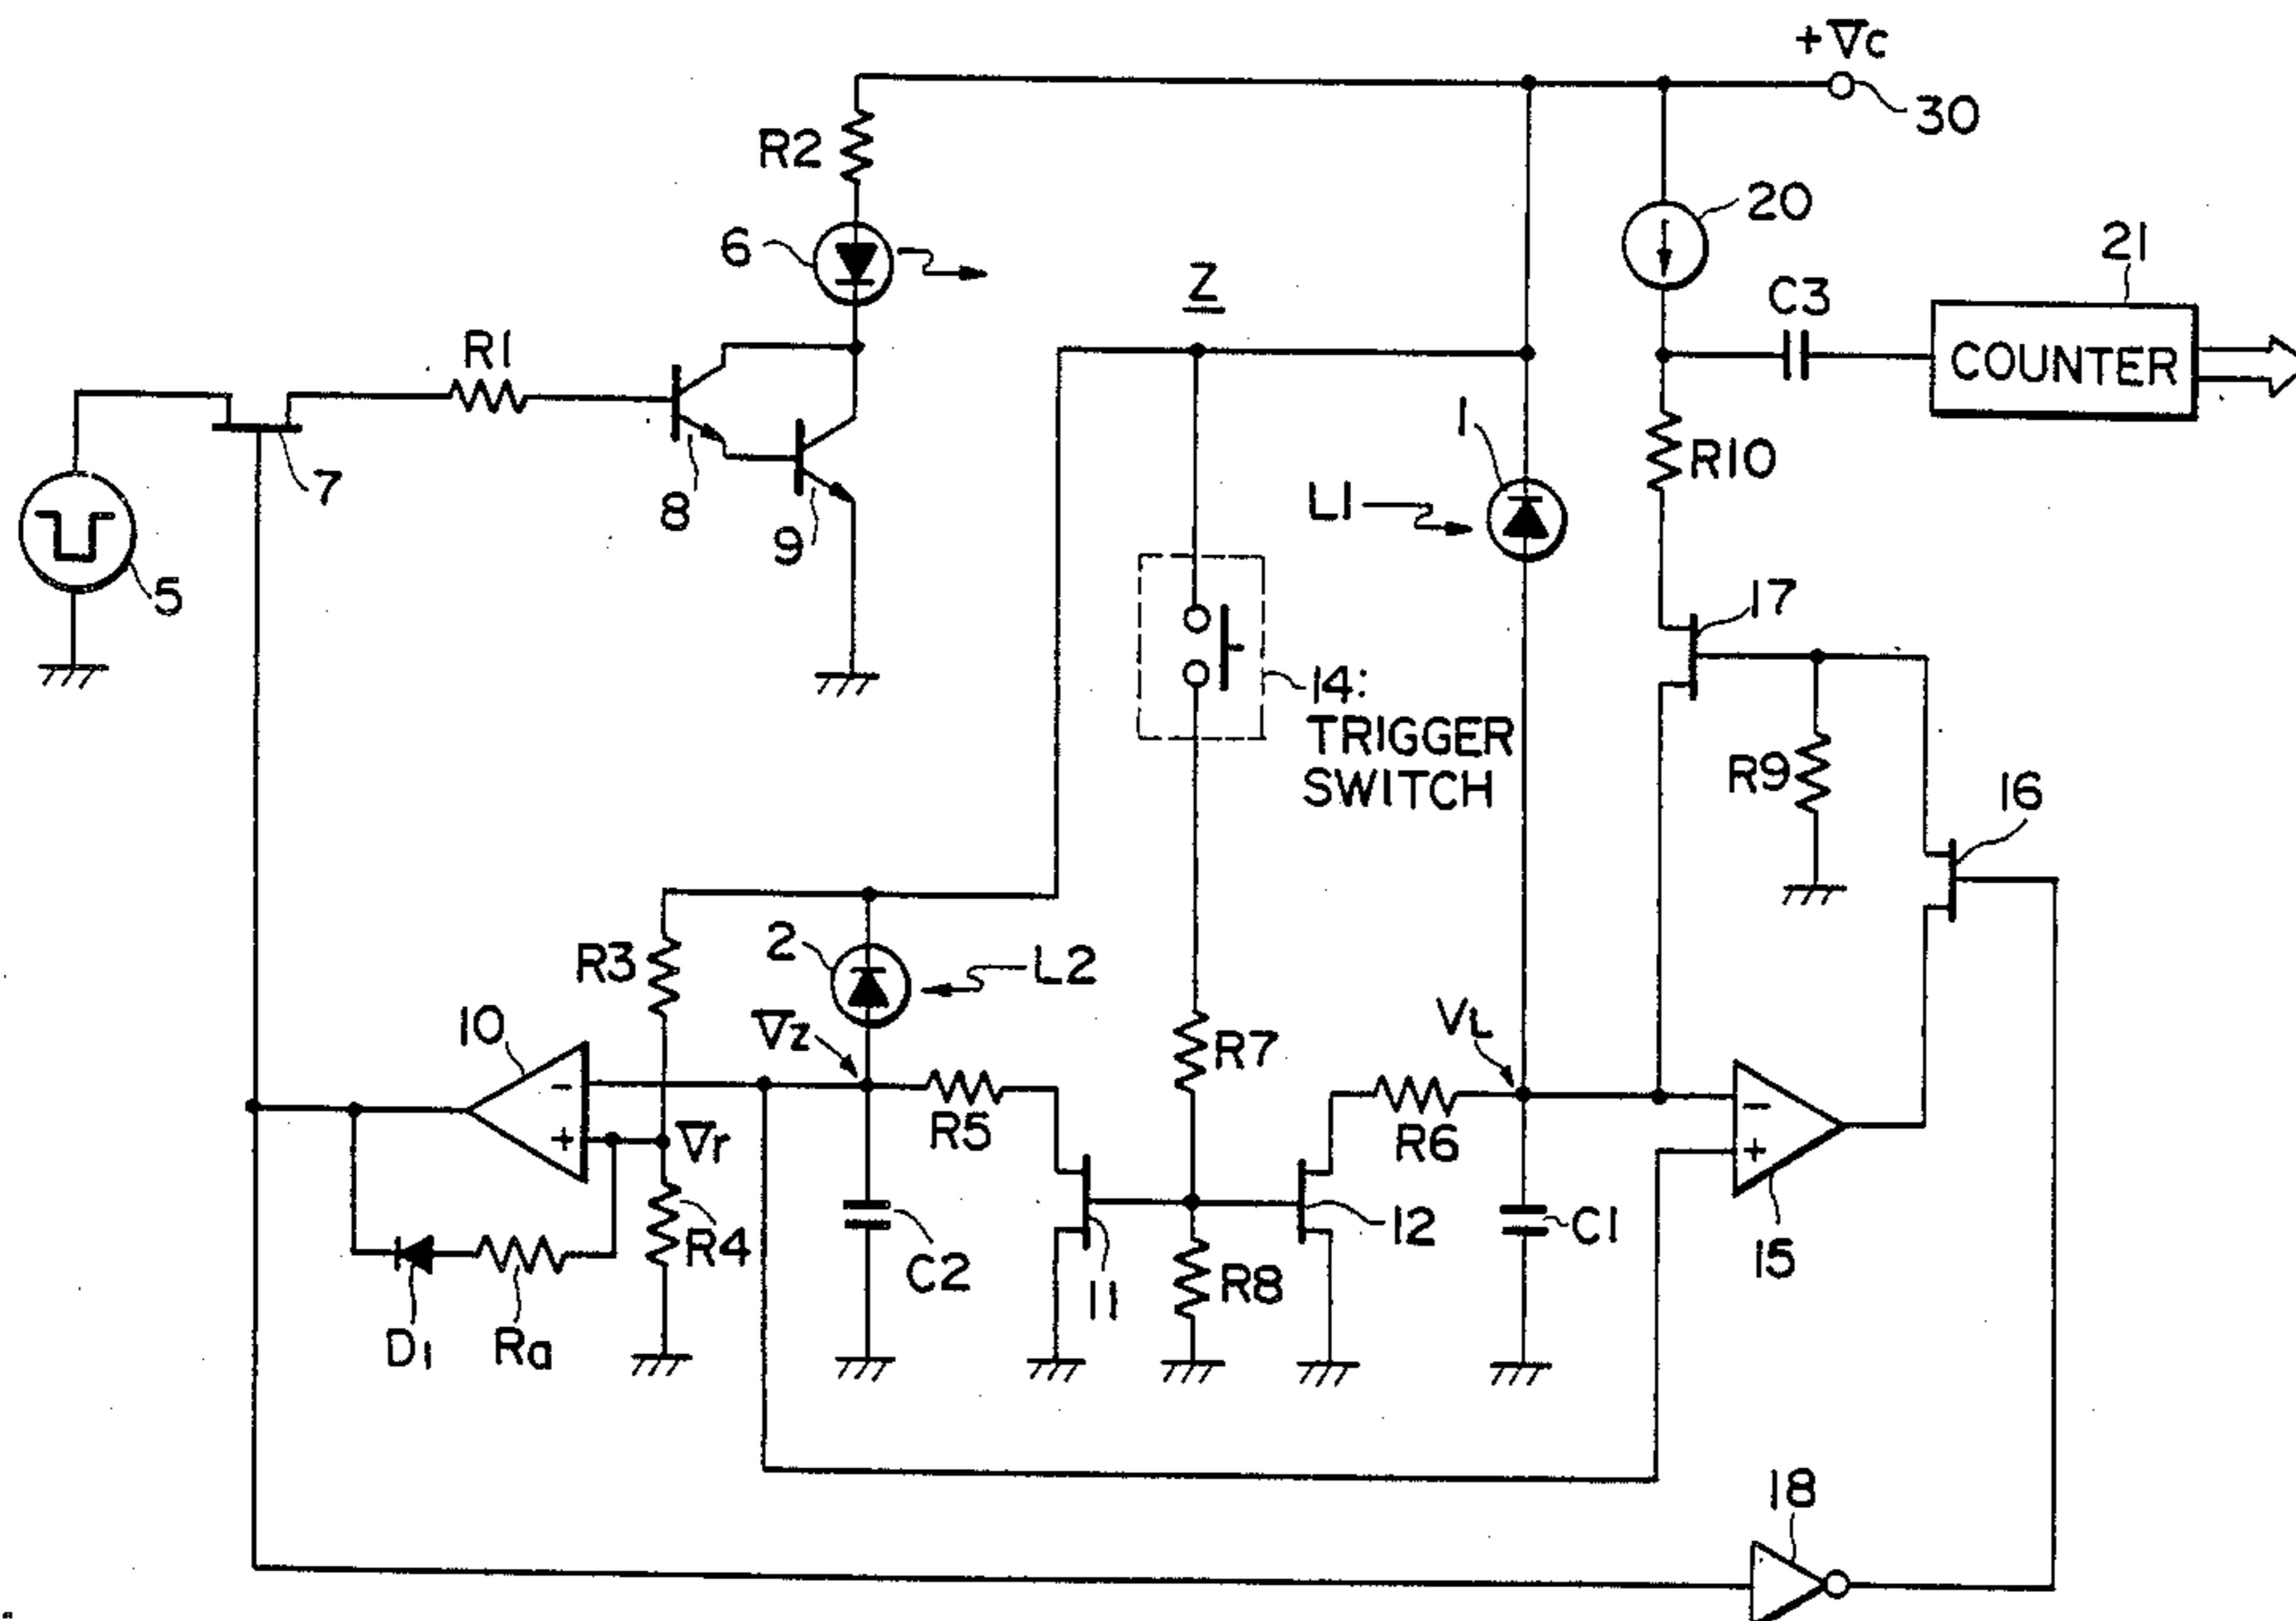 +Vc
30
R2
20
21
6
Z
C3
R1
COUNTER
1
R10
L1
7
8
9
5
17
14:
TRIGGER
SWITCH
R9
16
2
L2
R3
10
Vz
VL
R7
Vr
R5
R6
R4
12
C1
15
C2
R8
11
D1
Ra
18